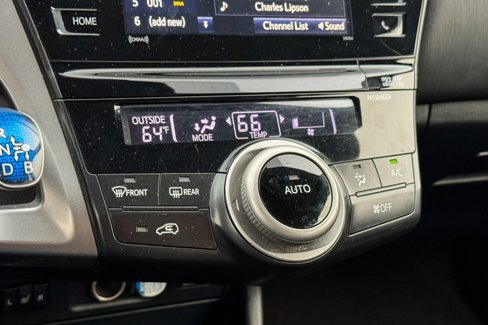 5 001
Charles Lipson
6 (add new)
Channel List
Sound
HOME
CALL
PASSENGER
OUTSIDE
64°F
MODE
66
TEMP
AUTO
FRONT
REAR
A/C
OFF
R
N
D B